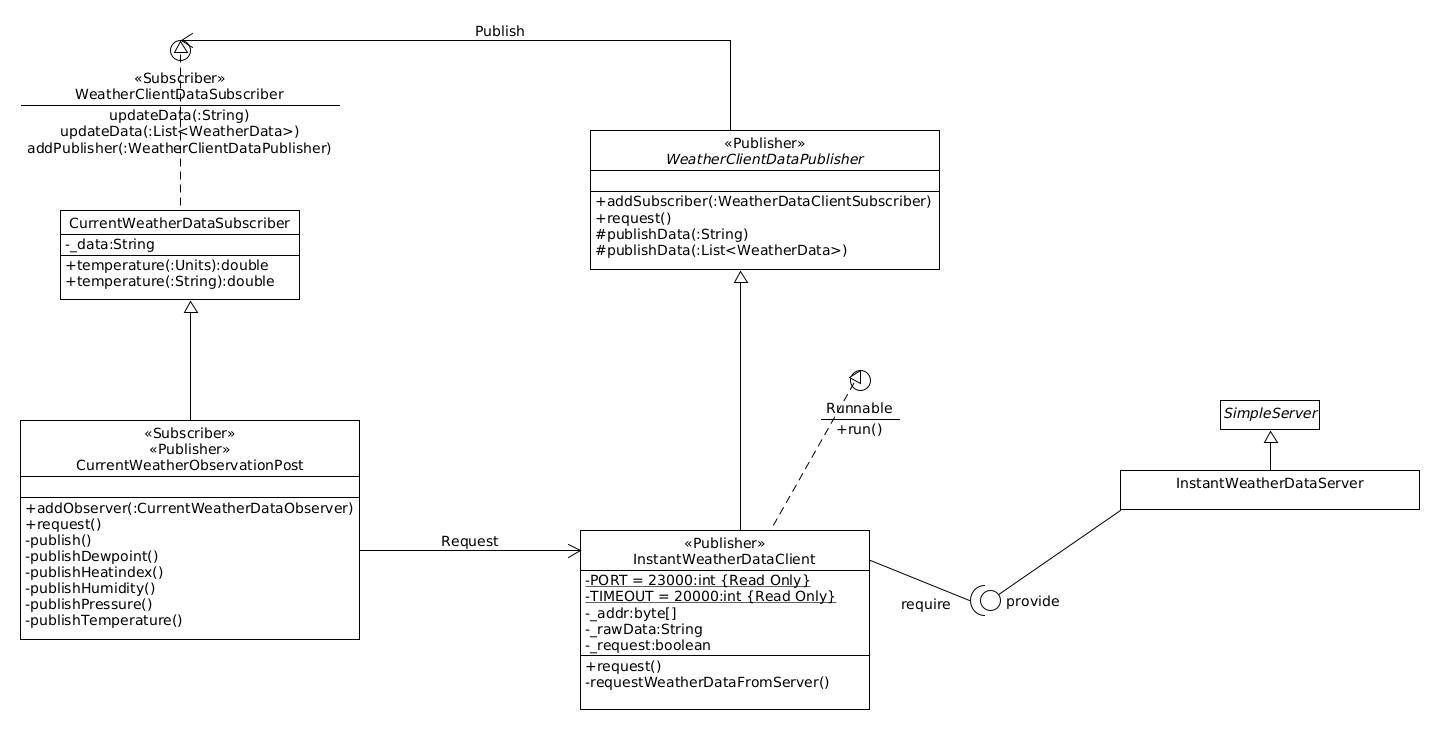 Publish
«Subscriber»
WeatherClientDataSubscriber
updateData(:String)
updateData(:List<WeatherData>)
addPublisher(:WeatherClientDataPublisher)
«Publisher»
WeatherClientDataPublisher
+addSubscriber(:WeatherDataClientSubscriber)
+request()
#publishData(:String)
#publishData(:List<WeatherData>)
CurrentWeatherDataSubscriber
-_data:String
+temperature(:Units):double
+temperature(:String):double
Runnable
+run()
SimpleServer
InstantWeatherDataServer
«Subscriber»
«Publisher»
CurrentWeatherObservationPost
+addObserver(:CurrentWeatherDataObserver)
+request()
-publish()
-publishDewpoint()
-publishHeatindex()
-publishHumidity()
-publishPressure()
-publishTemperature()
Request
«Publisher»
InstantWeatherDataClient
-PORT = 23000:int {Read Only}
-TIMEOUT = 20000:int {Read Only}
-_addr:byte[]
-_rawData:String
-_request:boolean
+request()
-requestWeatherDataFromServer()
require
provide